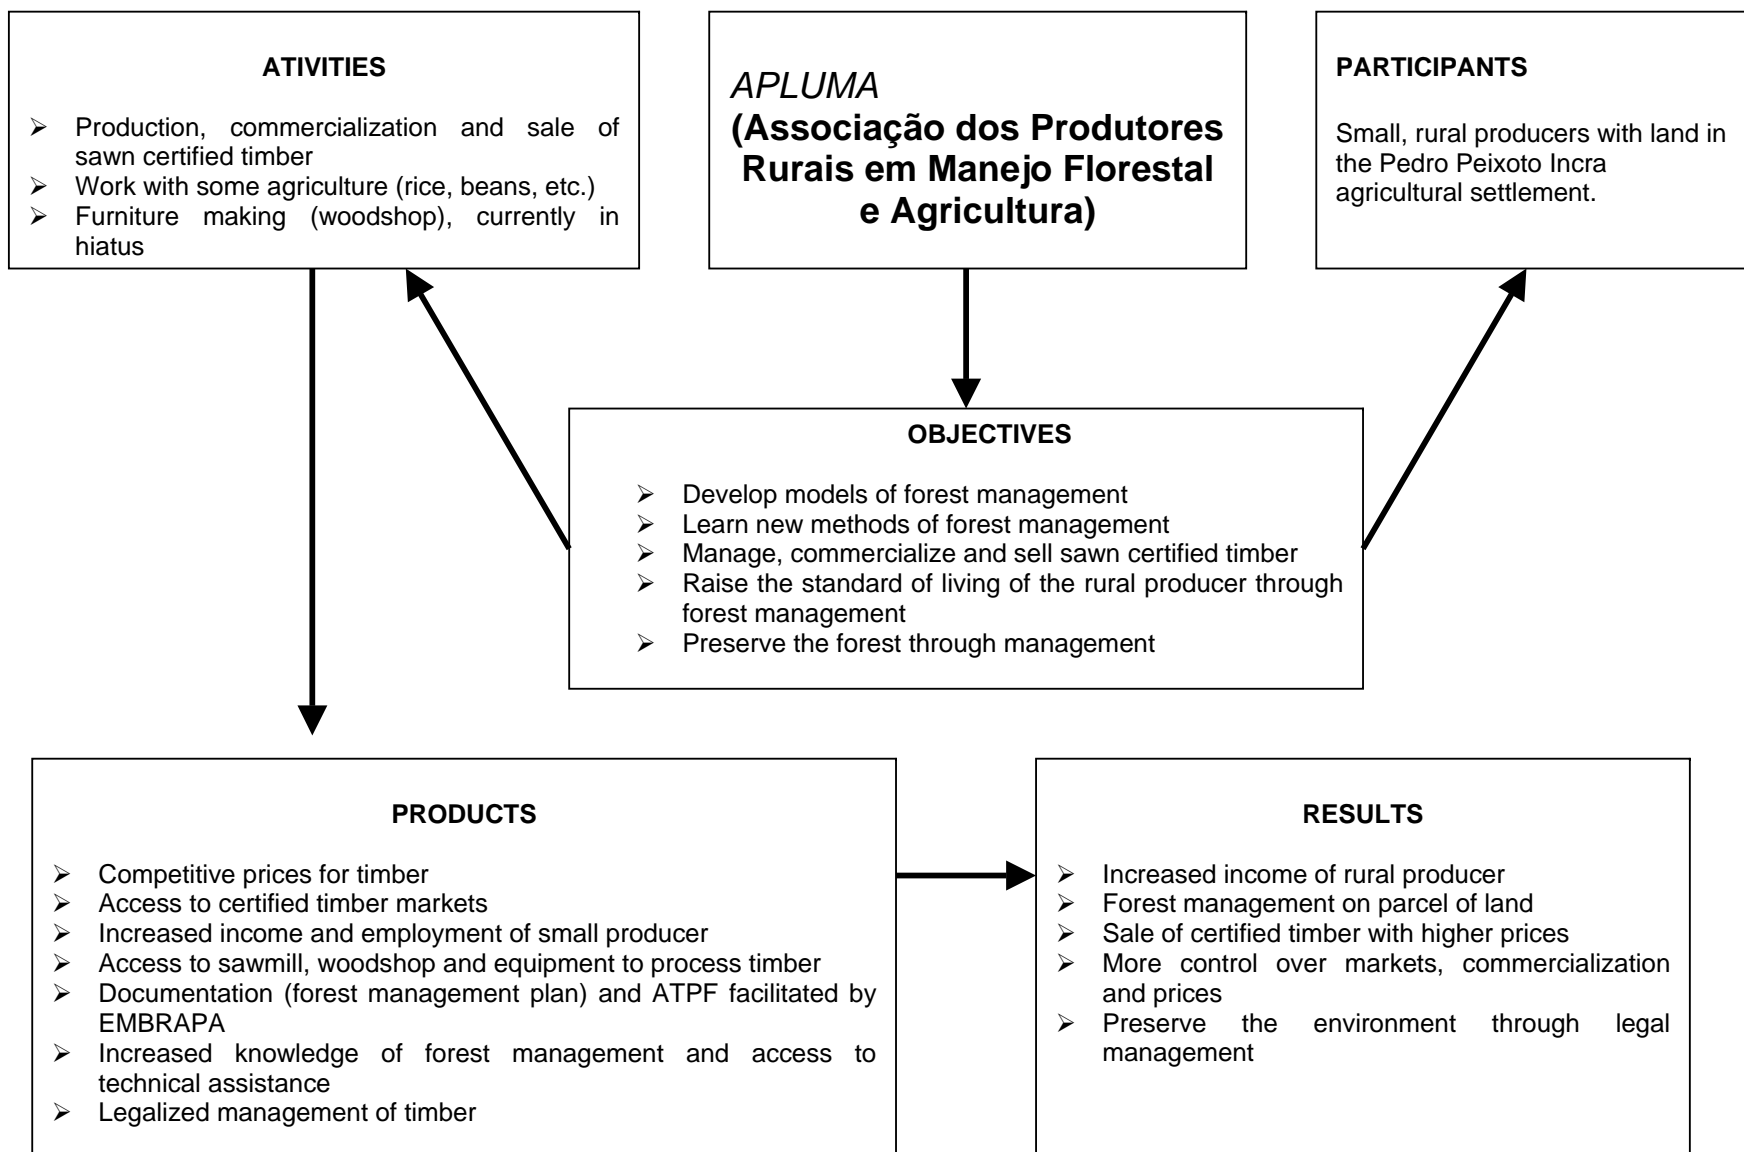 ATIVITIES
➢ Production, commercialization and sale of
sawn certified timber
➢ Work with some agriculture (rice, beans, etc.)
➢ Furniture making (woodshop), currently in
hiatus
APLUMA
(Associação dos Produtores
Rurais em Manejo Florestal
e Agricultura)
PARTICIPANTS
Small, rural producers with land in
the Pedro Peixoto Incra
agricultural settlement.
OBJECTIVES
➢ Develop models of forest management
➢ Learn new methods of forest management
➢ Manage, commercialize and sell sawn certified timber
➢ Raise the standard of living of the rural producer through
forest management
➢ Preserve the forest through management
PRODUCTS
➢ Competitive prices for timber
➢ Access to certified timber markets
➢ Increased income and employment of small producer
➢ Access to sawmill, woodshop and equipment to process timber
➢ Documentation (forest management plan) and ATPF facilitated by
EMBRAPA
➢ Increased knowledge of forest management and access to
technical assistance
➢ Legalized management of timber
RESULTS
➢ Increased income of rural producer
➢ Forest management on parcel of land
➢ Sale of certified timber with higher prices
➢ More control over markets, commercialization
and prices
➢ Preserve the environment through legal
management